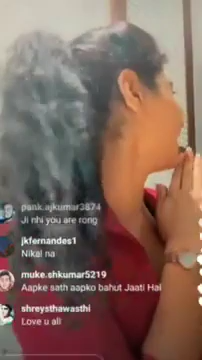 pank.ajkumar3874
Ji nhi you are rong
jkfernandes1
Nikal na
muke.shkumar5219
Aapke sath aapko bahut Jaati Hai
shreysthawasthi
Love u all